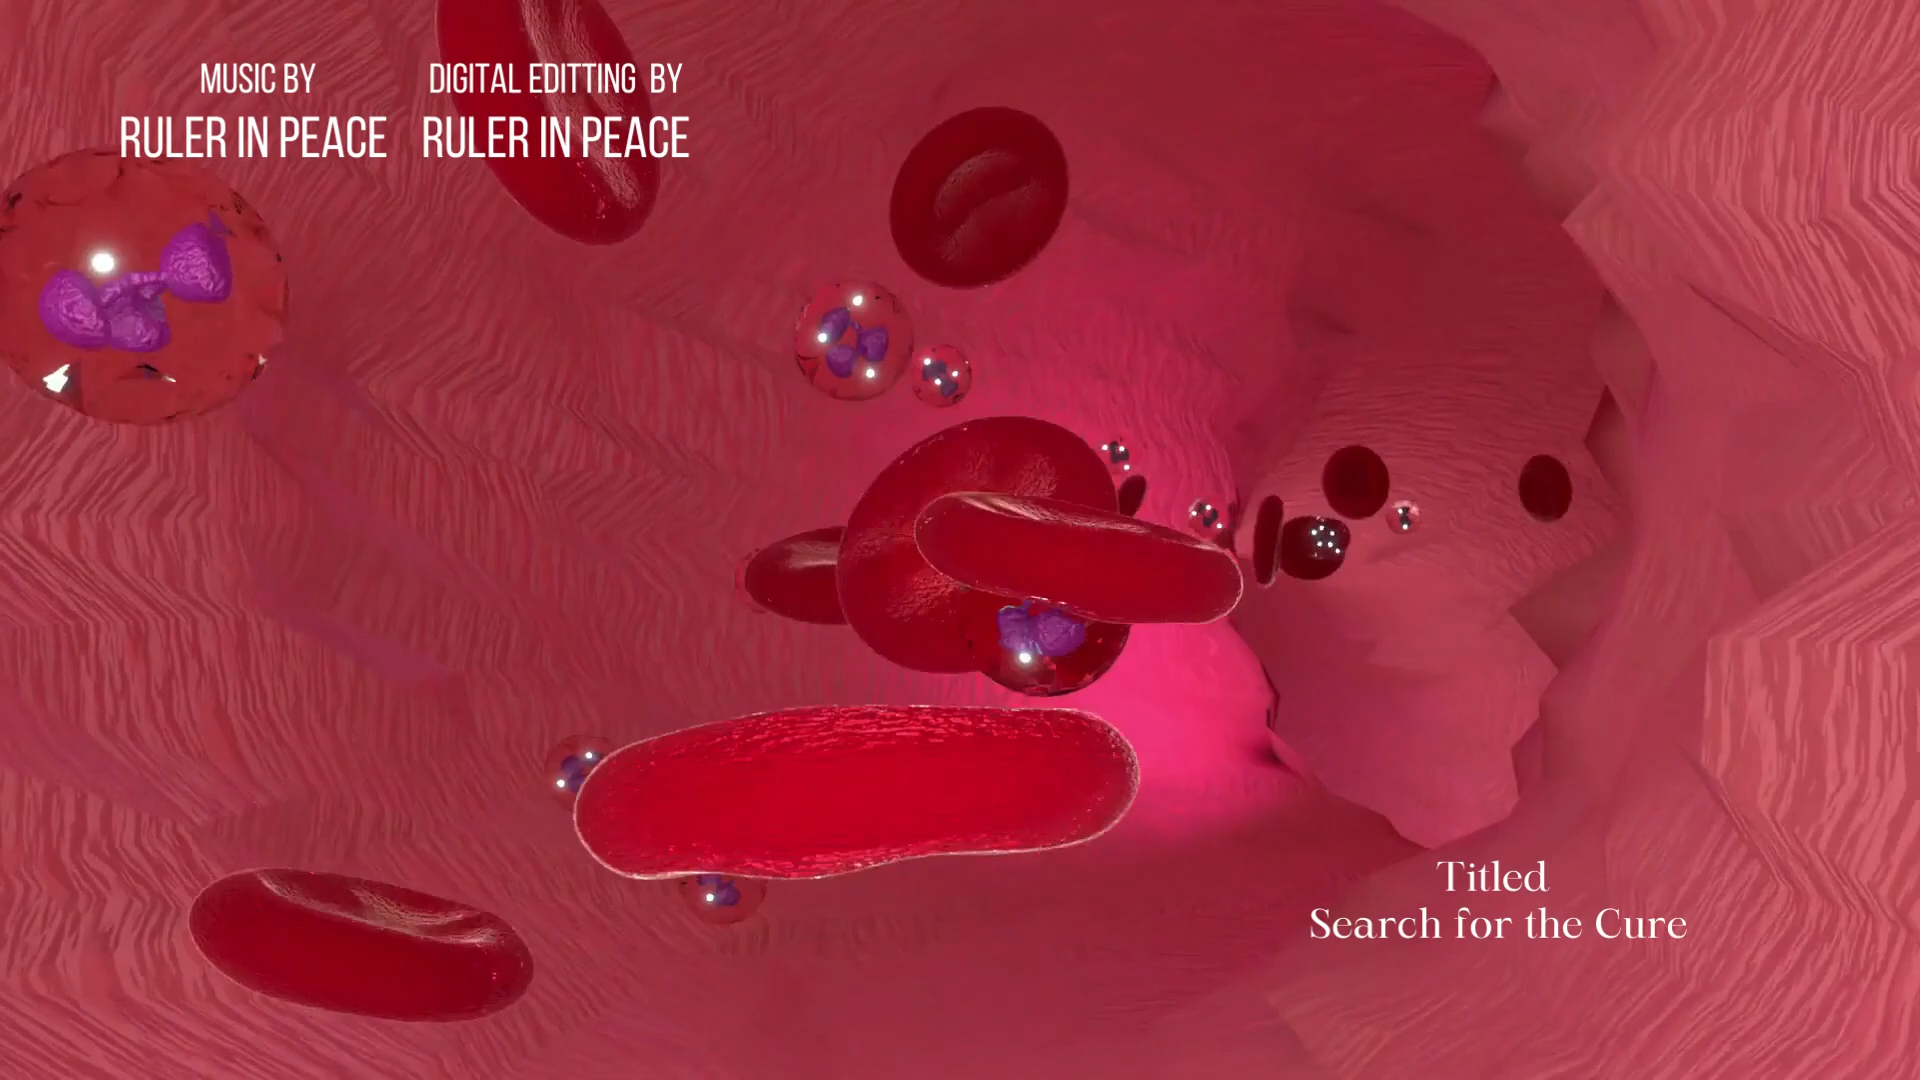 MUSIC BY
RULER IN PEACE
DIGITAL EDITTING BY
RULER IN PEACE
Titled
Search for the Cure